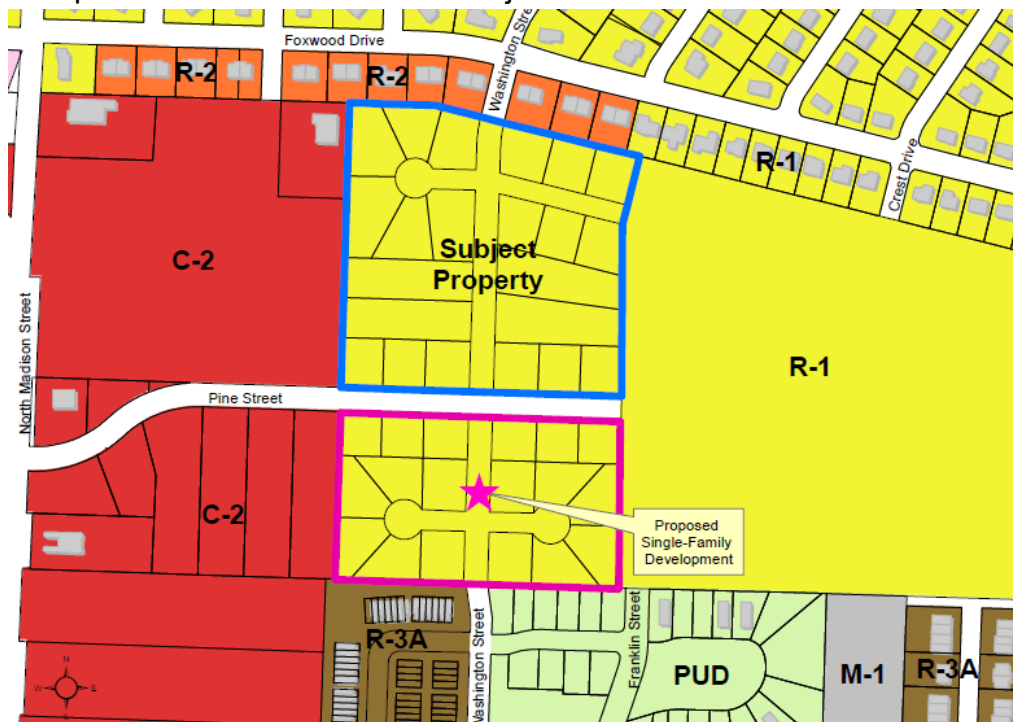 Foxwood Drive
R-2
R-2
Washington Stree
R-1
Crest Drive
C-2
Subject
Property
R-1
North Madison Street
Pine Street
C-2
Proposed
Single-Family
Development
R-3A
Washington Street
Franklin Street
PUD
M-1
R-3A
N
W
E
S